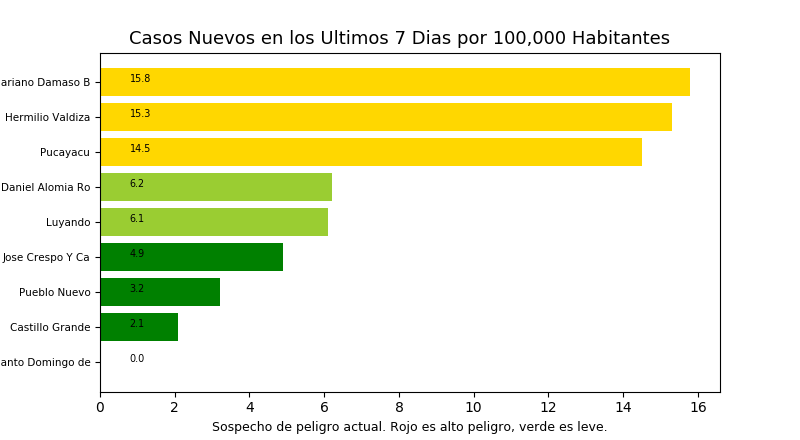 Casos Nuevos en los Ultimos 7 Dias por 100,000 Habitantes
ariano Damaso B 15.8
Hermilio Valdiza 15.3
Pucayacu 14.5
Daniel Alomia Ro 6.2
Luyando 6.1
Jose Crespo Y Ca 4.9
Pueblo Nuevo 3.2
Castillo Grande 2.1
anto Domingo de 0.0
0 2 4 6 8 10 12 14 16
Sospecho de peligro actual. Rojo es alto peligro, verde es leve.